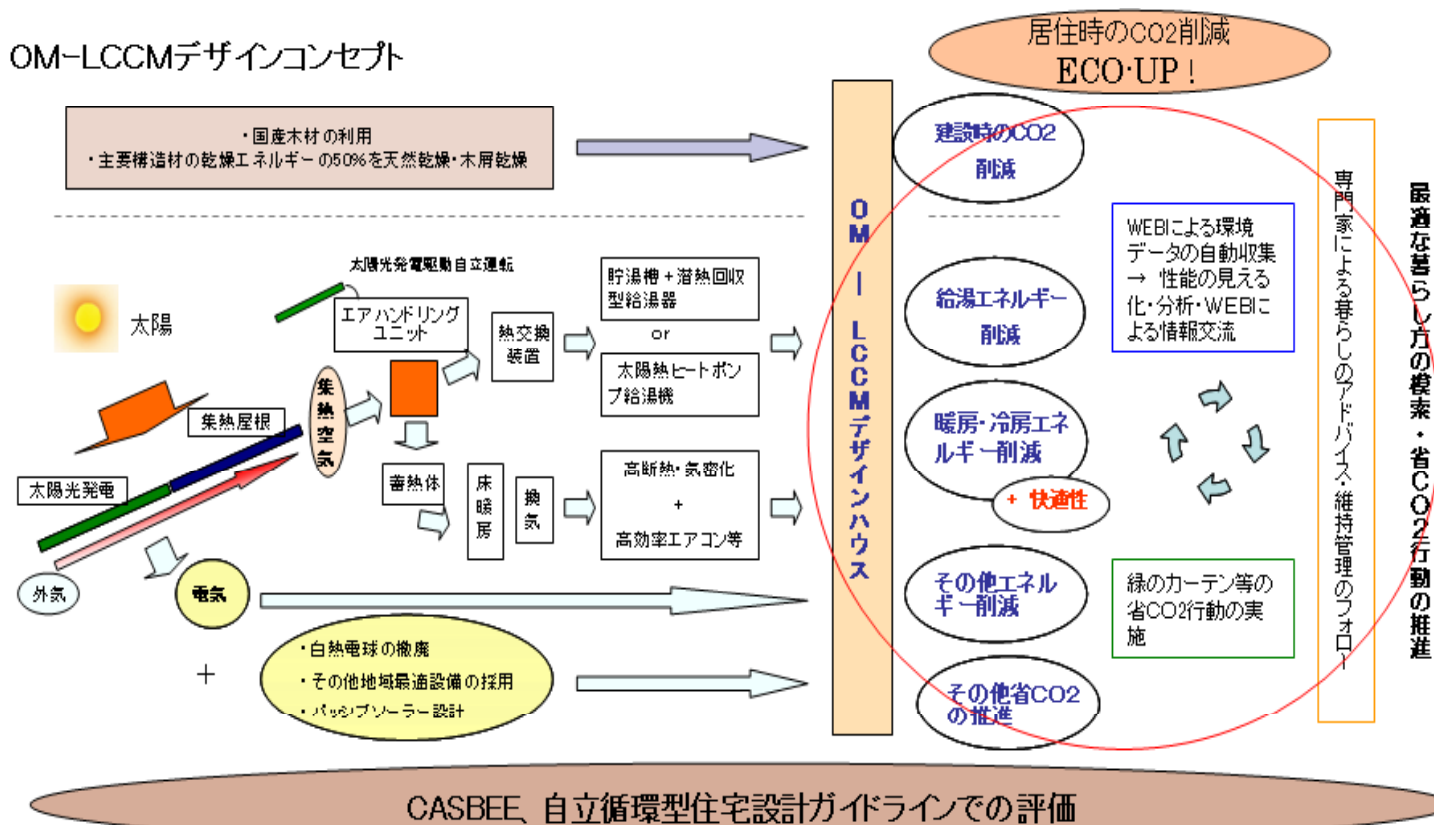 OM-LCCMデザインコンセプト
居住時のCO2削減
ECO·UP！
・国産木材の利用
・主要構造材の乾燥エネルギーの50%を天然乾燥・木屑乾燥
建設時のCO2
削減
太陽
太陽光発電駆動自立運転
エアハンドリング
ユニット
熱交換
装置
貯湯槽＋潜熱回収
型給湯器
or
太陽熱ヒートポン
プ給湯機
給湯エネルギー
削減
集熱空気
集熱屋根
太陽光発電
外気
蓄熱体
床暖房
換気
高断熱・気密化
+
高効率エアコン等
暖房・冷房エネ
ルギー削減
+ 快適性
電気
その他エネル
ギー削減
+
・白熱電球の撤廃
・その他地域最適設備の採用
・パッシブソーラー設計
その他省CO2
の推進
OM－LCCMデザインハウス
WEBによる環境
データの自動収集
→ 性能の見える
化・分析・WEBに
よる情報交流
緑のカーテン等の
省CO2行動の実
施
専門家による暮らしのアドバイス・維持管理のフォロー
最適な暮らし方の模索・省CO2行動の推進
CASBEE、自立循環型住宅設計ガイドラインでの評価